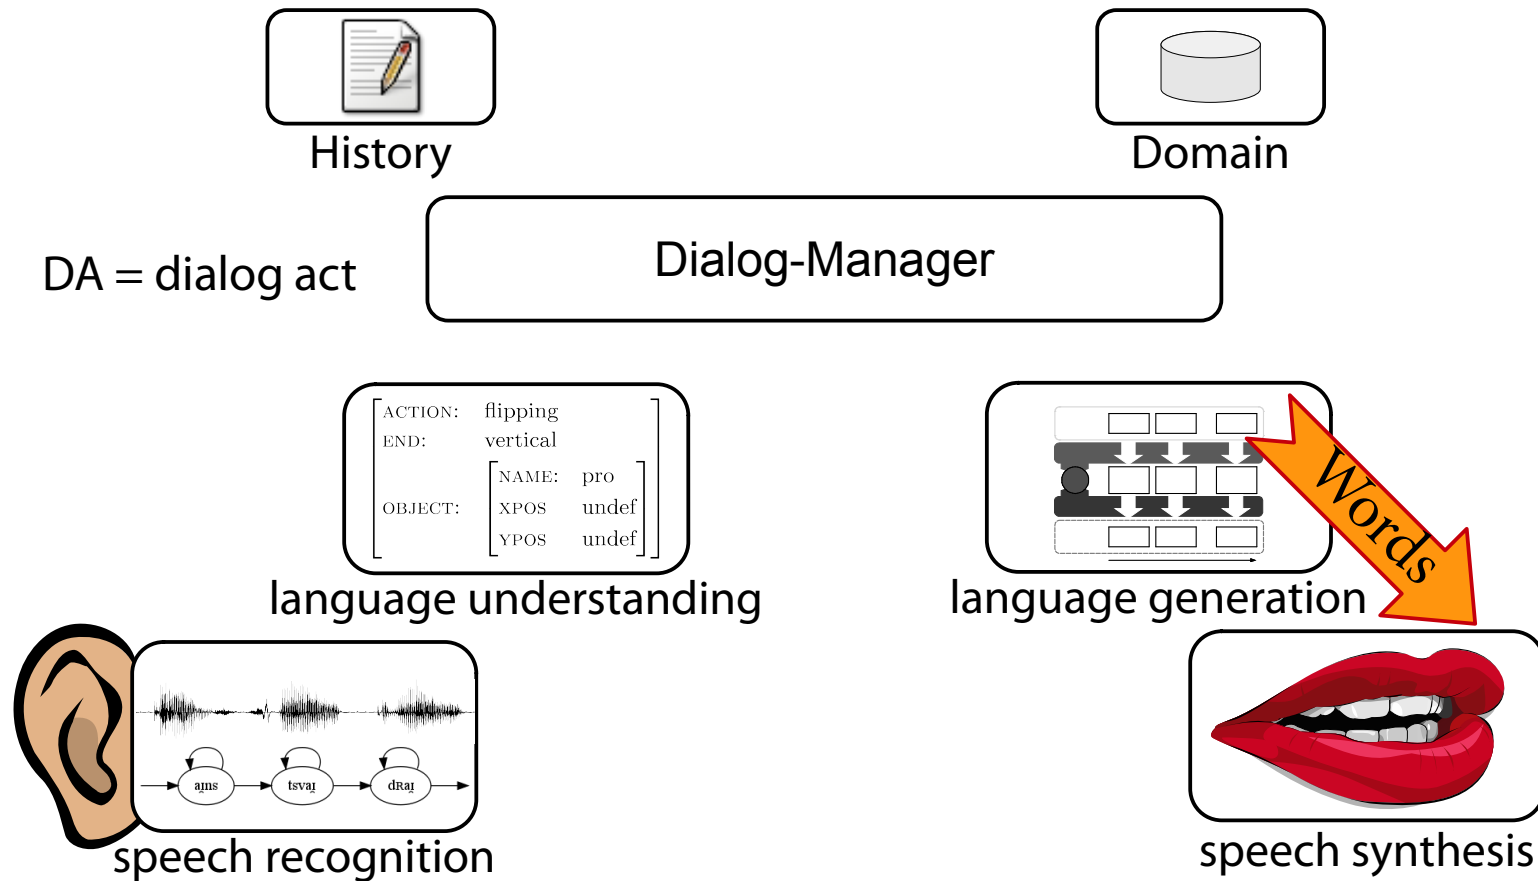 History
Domain
DA = dialog act
Dialog-Manager
ACTION: flipping
END: vertical
NAME: pro
OBJECT: XPOS undef
YPOS undef
Words
language understanding
language generation
a̯ɪns tsvaɪ̯ dʀaɪ̯
speech recognition
speech synthesis